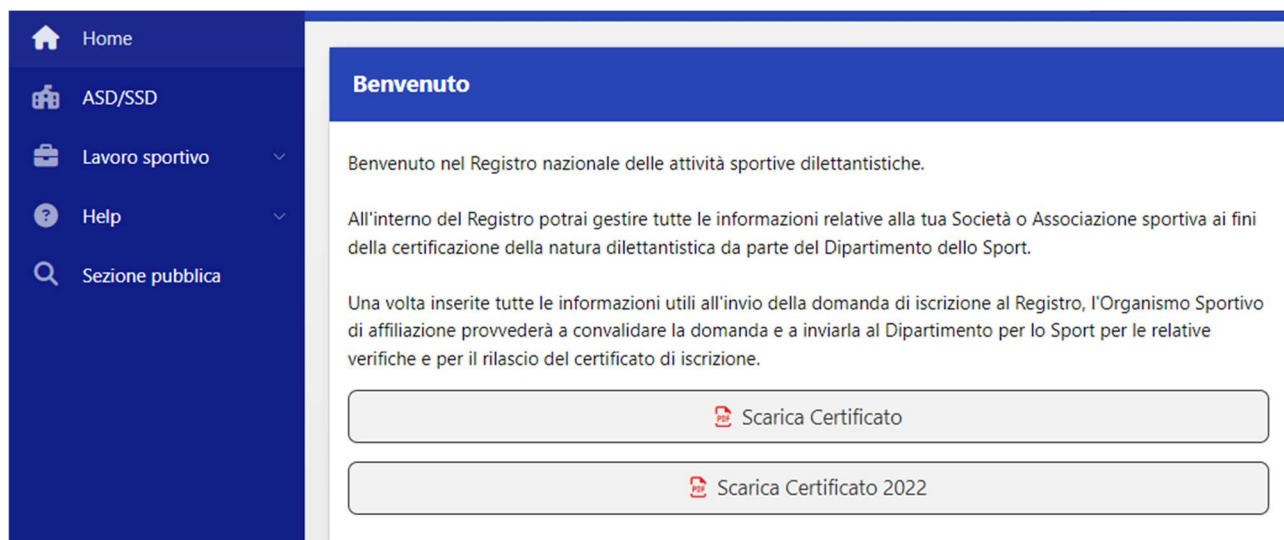 Home
ASD/SSD
Lavoro sportivo
Help
Sezione pubblica
Benvenuto
Benvenuto nel Registro nazionale delle attività sportive dilettantistiche.
All'interno del Registro potrai gestire tutte le informazioni relative alla tua Società o Associazione sportiva ai fini
della certificazione della natura dilettantistica da parte del Dipartimento dello Sport.
Una volta inserite tutte le informazioni utili all'invio della domanda di iscrizione al Registro, l'Organismo Sportivo
di affiliazione provvederà a convalidare la domanda e a inviarla al Dipartimento per lo Sport per le relative
verifiche e per il rilascio del certificato di iscrizione.
PDF Scarica Certificato
PDF Scarica Certificato 2022